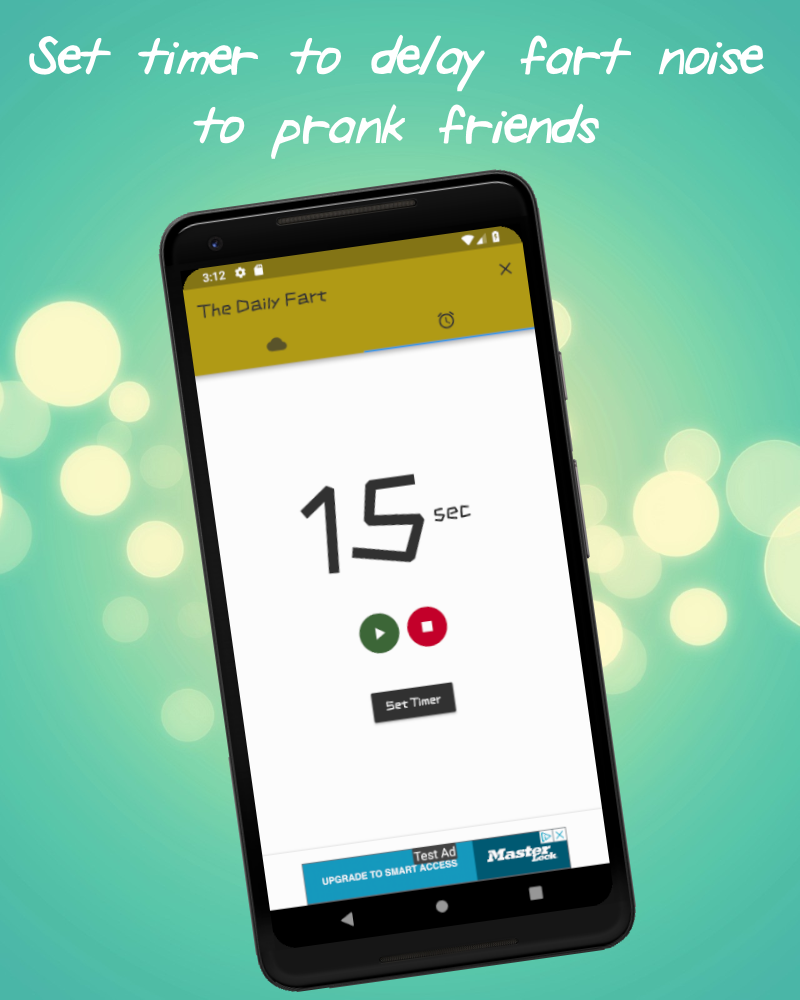 Set timer to delay fart noise
to prank friends
3:12
The Daily Fart
15 sec
Set Timer
Test Ad
UPGRADE TO SMART ACCESS
Master Lock